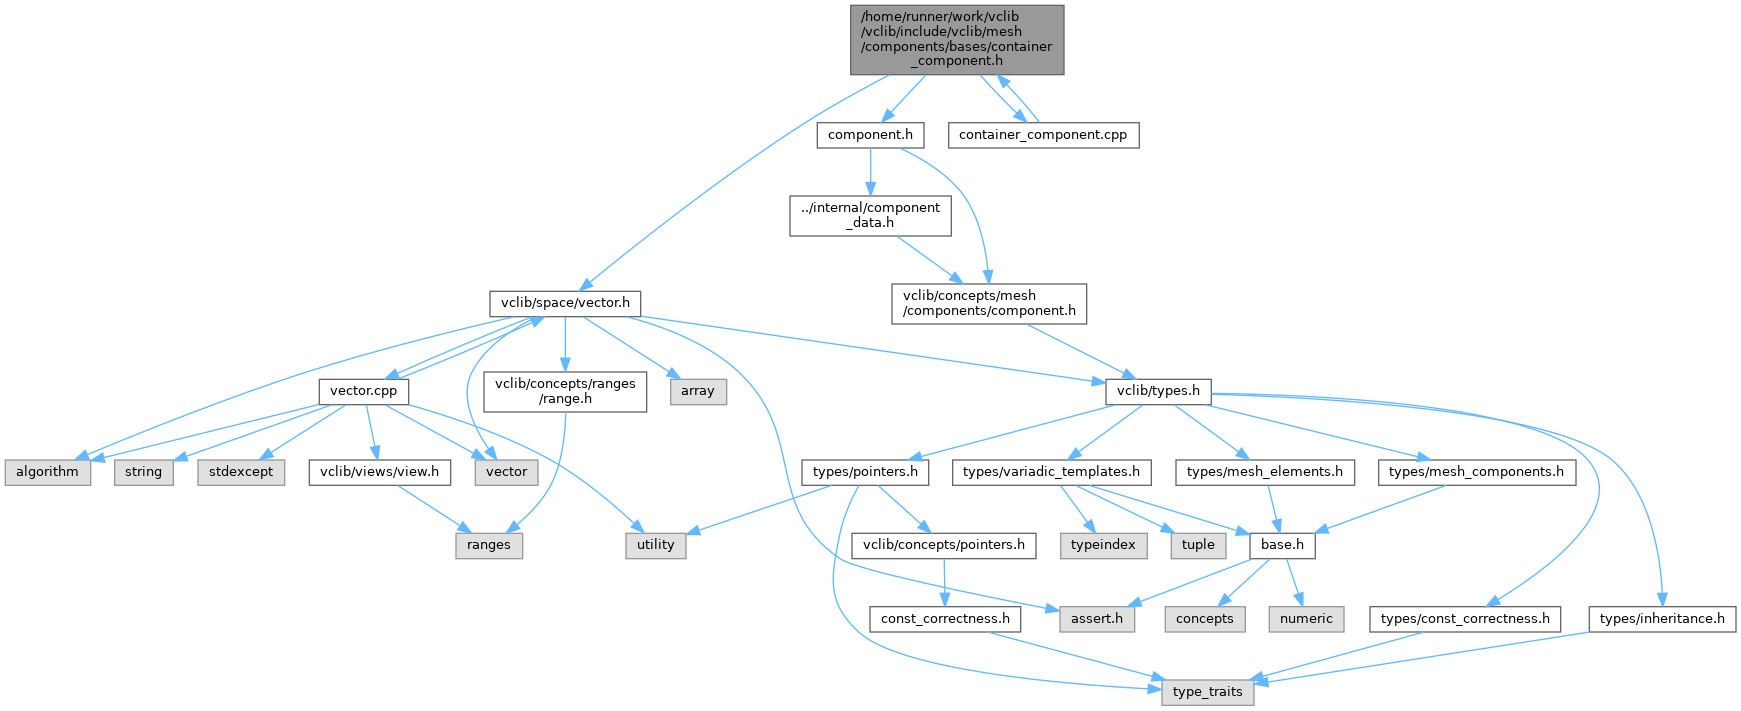 /home/runner/work/vclib
/vclib/include/vclib/mesh
/components/bases/container
_component.h
component.h
container_component.cpp
../internal/component
_data.h
vclib/concepts/mesh
/components/component.h
vclib/space/vector.h
vector.cpp
vclib/concepts/ranges
/range.h
array
vclib/types.h
algorithm
string
stdexcept
vclib/views/view.h
vector
types/pointers.h
types/variadic_templates.h
types/mesh_elements.h
types/mesh_components.h
ranges
utility
vclib/concepts/pointers.h
typeindex
tuple
base.h
const_correctness.h
assert.h
concepts
numeric
types/const_correctness.h
types/inheritance.h
type_traits